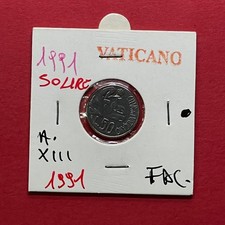 1991
VATICANO
50 LIRE
A.
XIII
1991
FDC.